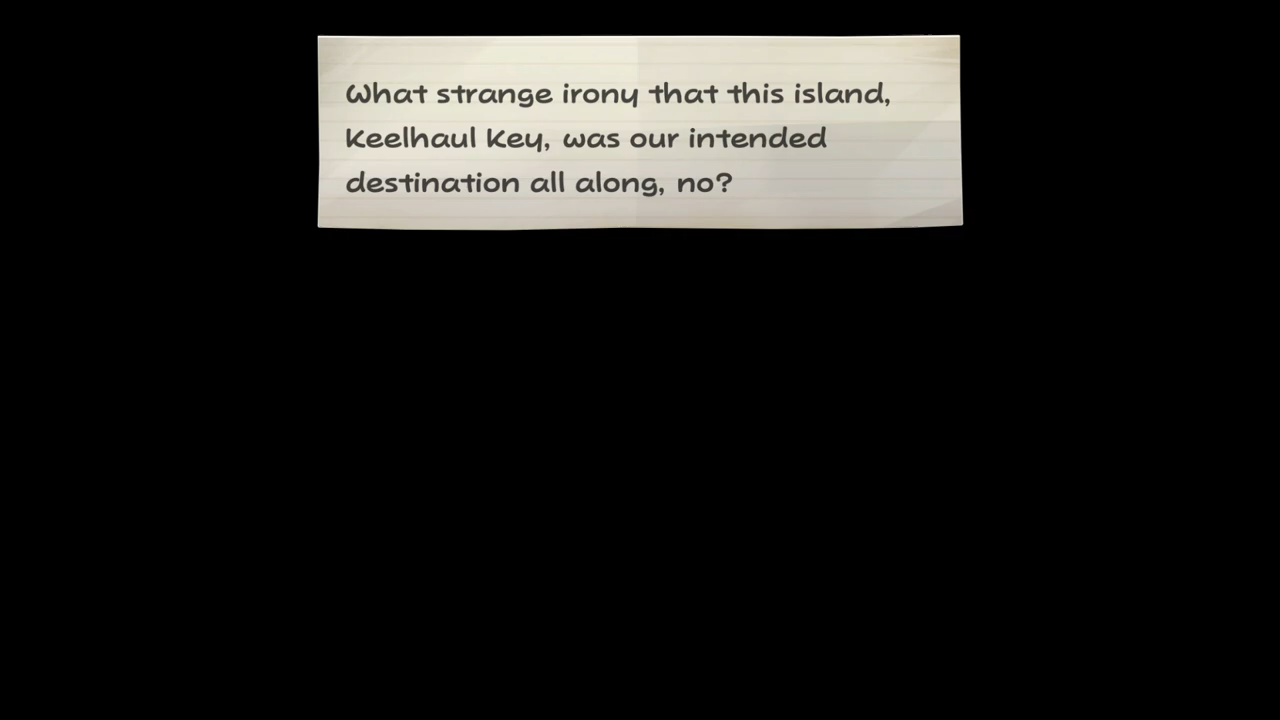 What strange irony that this island,
Keelhaul Key, was our intended
destination all along, no?